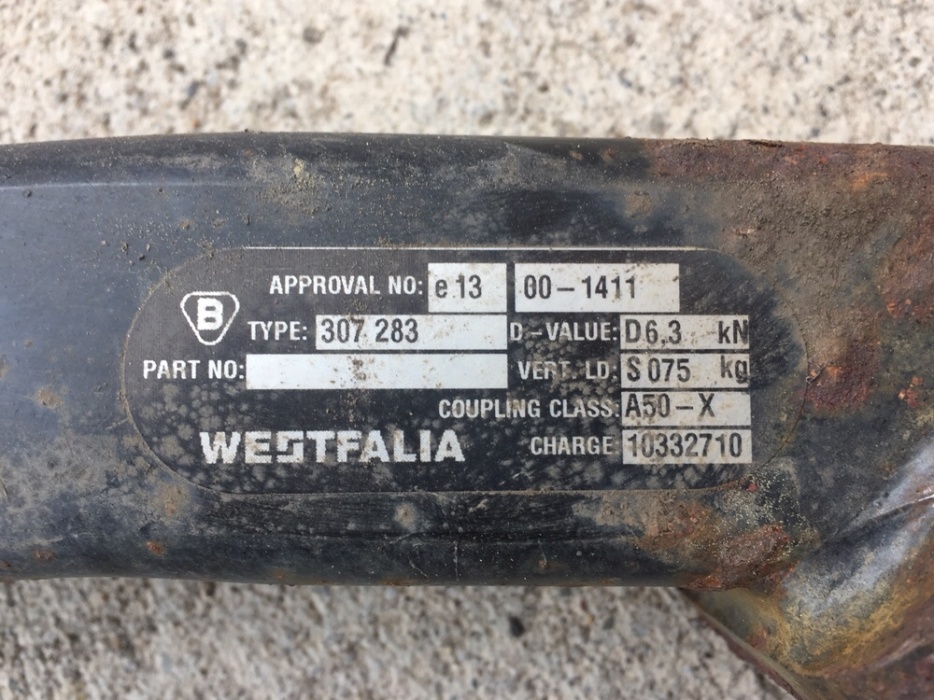 APPROVAL NO: e 13 00-1411
B TYPE: 307 283 D-VALUE: D6,3 kN
PART NO: VERT. LD: S 075 kg
COUPLING CLASS: A50-X
WESTFALIA CHARGE 10332710